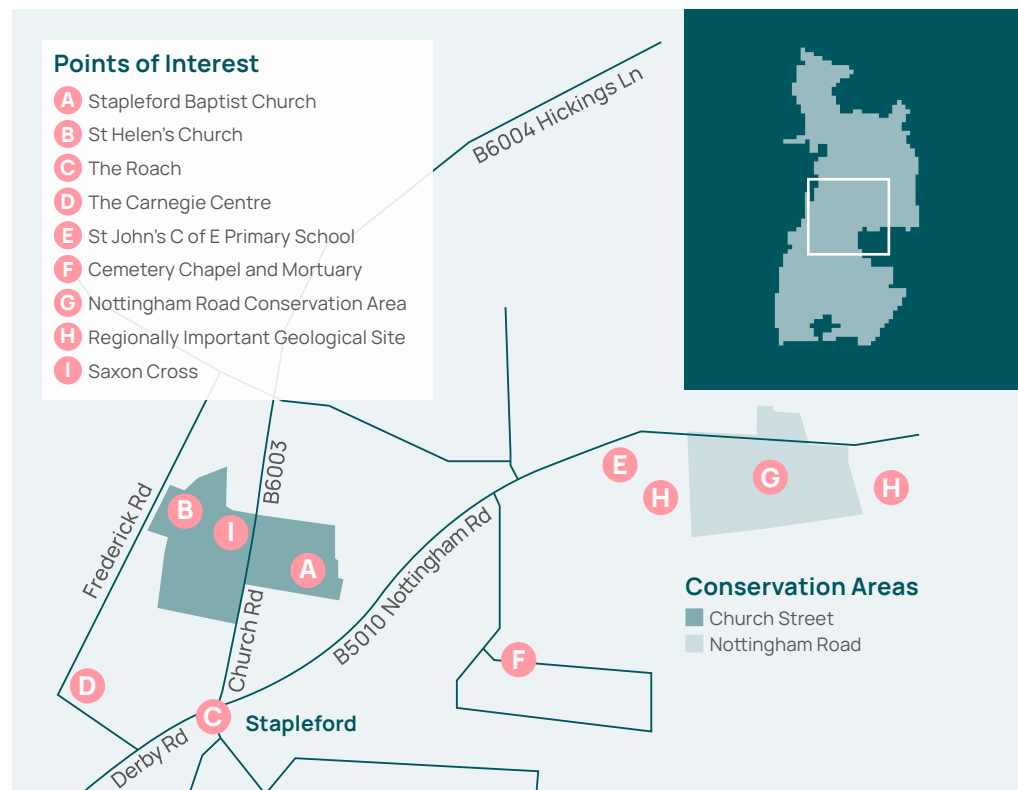 Points of Interest
A Stapleford Baptist Church
B St Helen's Church
C The Roach
D The Carnegie Centre
E St John's C of E Primary School
F Cemetery Chapel and Mortuary
G Nottingham Road Conservation Area
H Regionally Important Geological Site
I Saxon Cross
B6004 Hickings Ln
B6003
Frederick Rd
B
I
A
E
H
G
H
B5010 Nottingham Rd
Church Rd
Conservation Areas
Church Street
Nottingham Road
F
D
C
Stapleford
Derby Rd